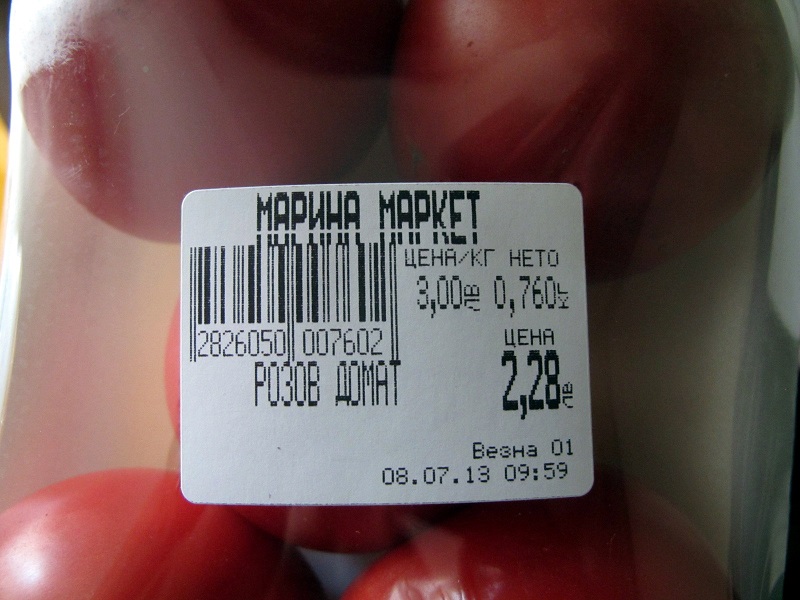 МАРИНА МАРКЕТ
ЦЕНА/КГ НЕТО
3,00ЛВ 0,760КГ
2826050 007602
ЦЕНА
РОЗОВ ДОМАТ
2,28ЛВ
Везна 01
08.07.13 09:59